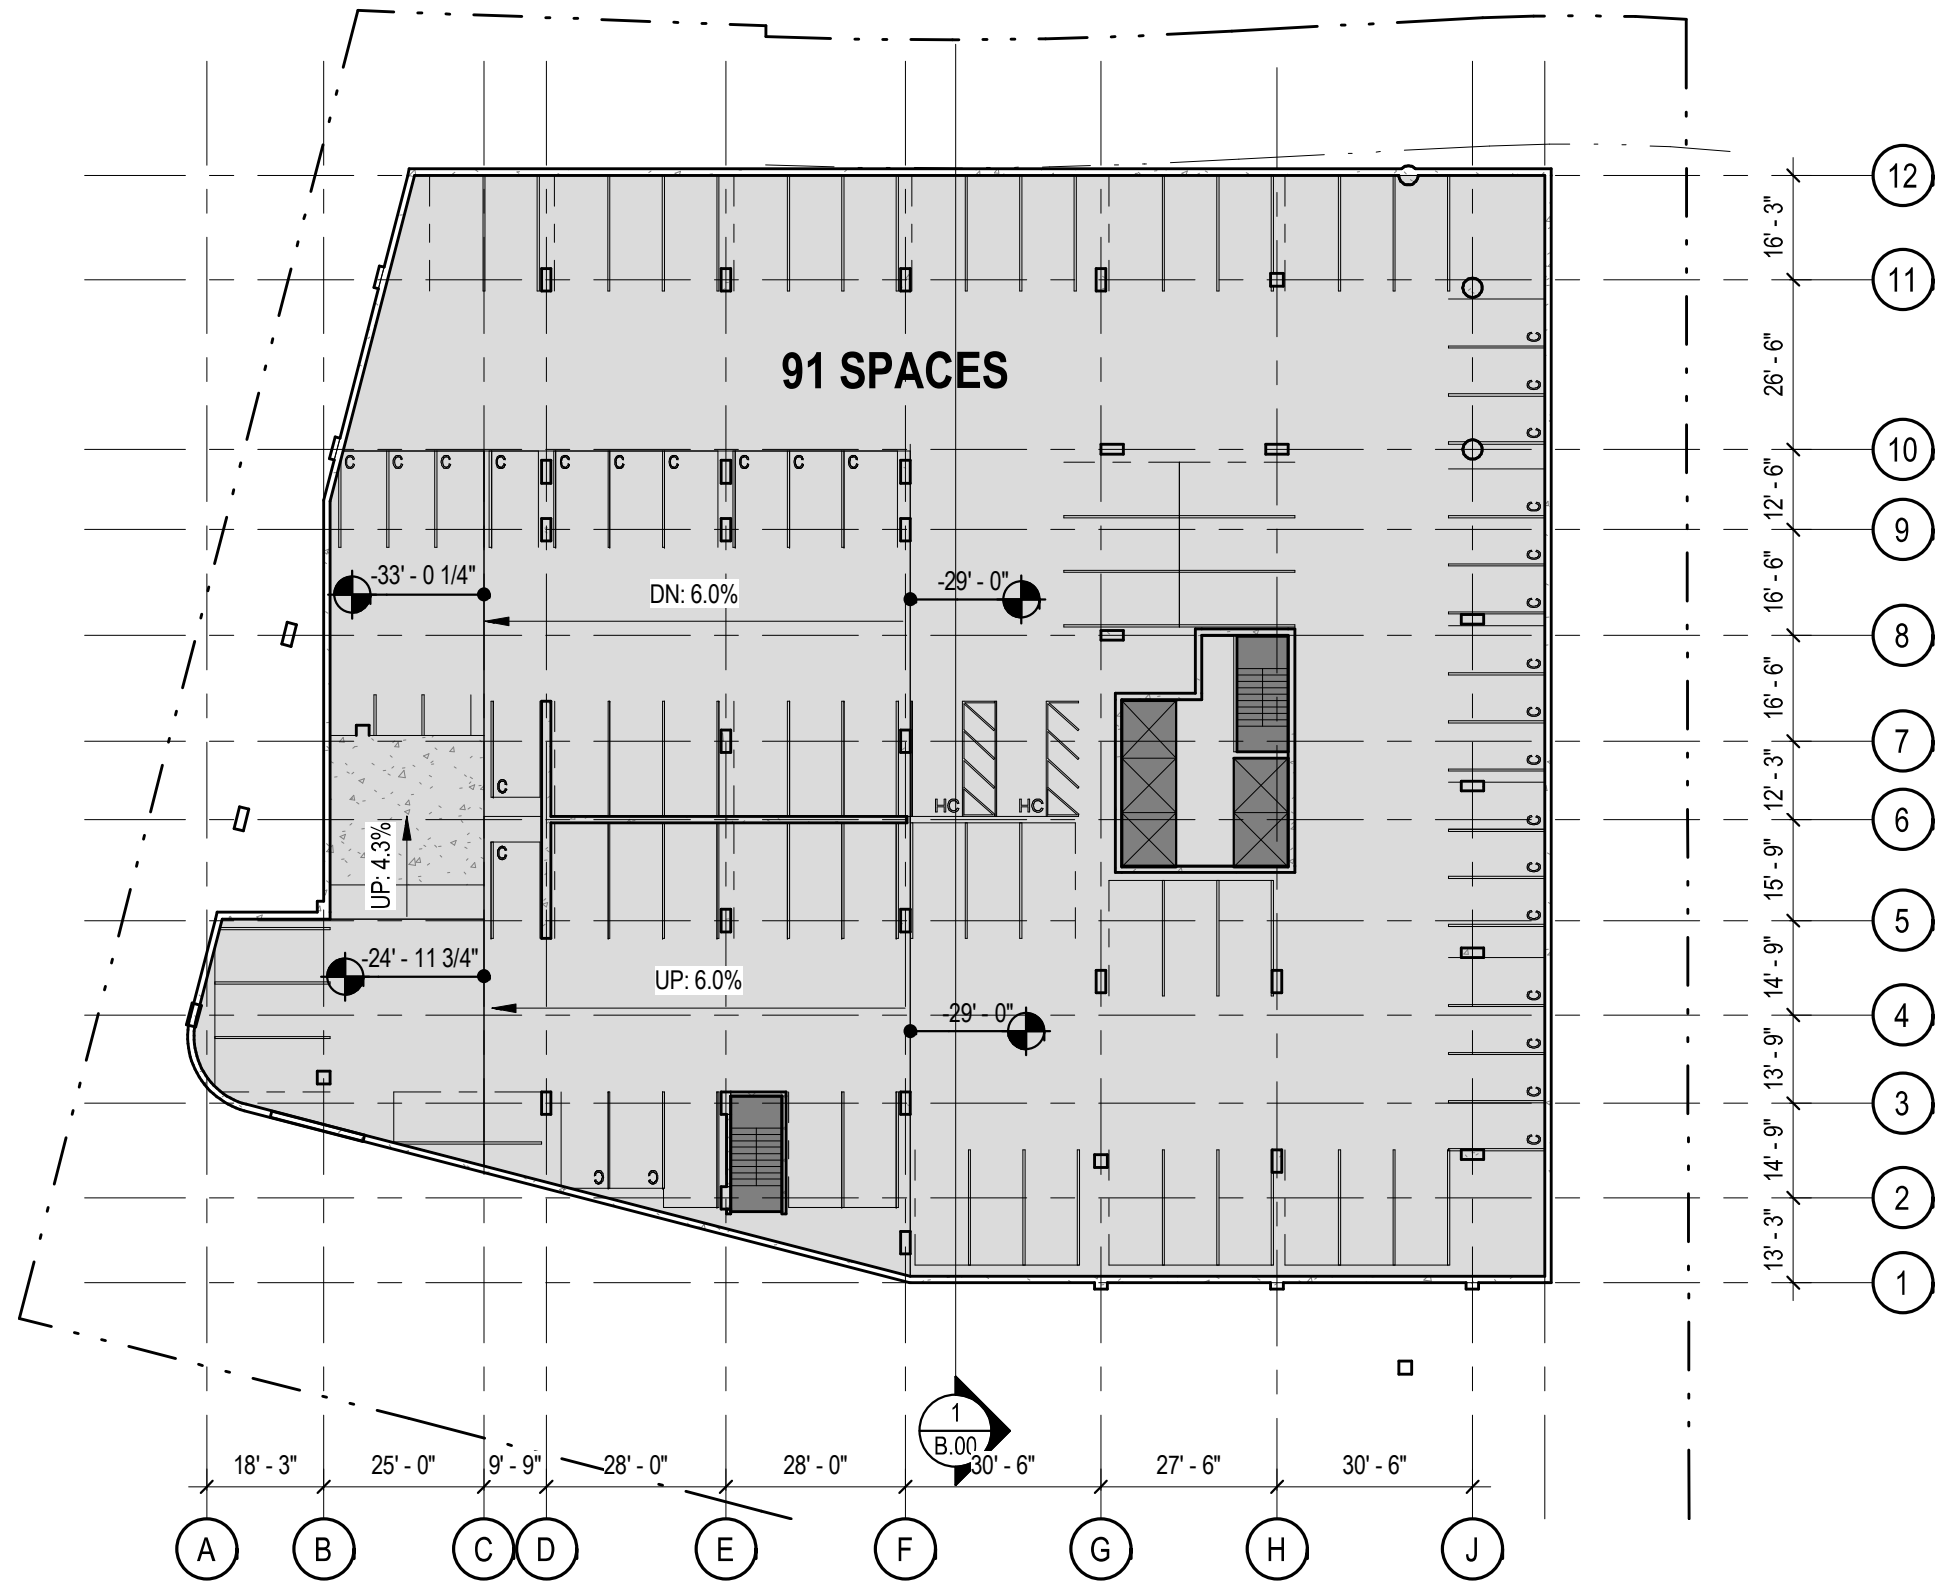 12
16' - 3"
11
C
26' - 6"
91 SPACES
C
C
10
C C C C C C C C C C
12' - 6"
C
9
C
16' - 6"
-33' - 0 1/4"
DN: 6.0%
-29' - 0"
C
8
C
16' - 6"
C
7
C
C
12' - 3"
HC HC
C
6
UP: 4.3%
C
C
15' - 9"
C
5
-24' - 11 3/4"
UP: 6.0%
14' - 9"
C
-29' - 0"
4
C
13' - 9"
C
3
C
14' - 9"
C C
2
13' - 3"
1
1
B.00
18' - 3" 25' - 0" 9' - 9" 28' - 0" 28' - 0" 30' - 6" 27' - 6" 30' - 6"
A B C D E F G H J